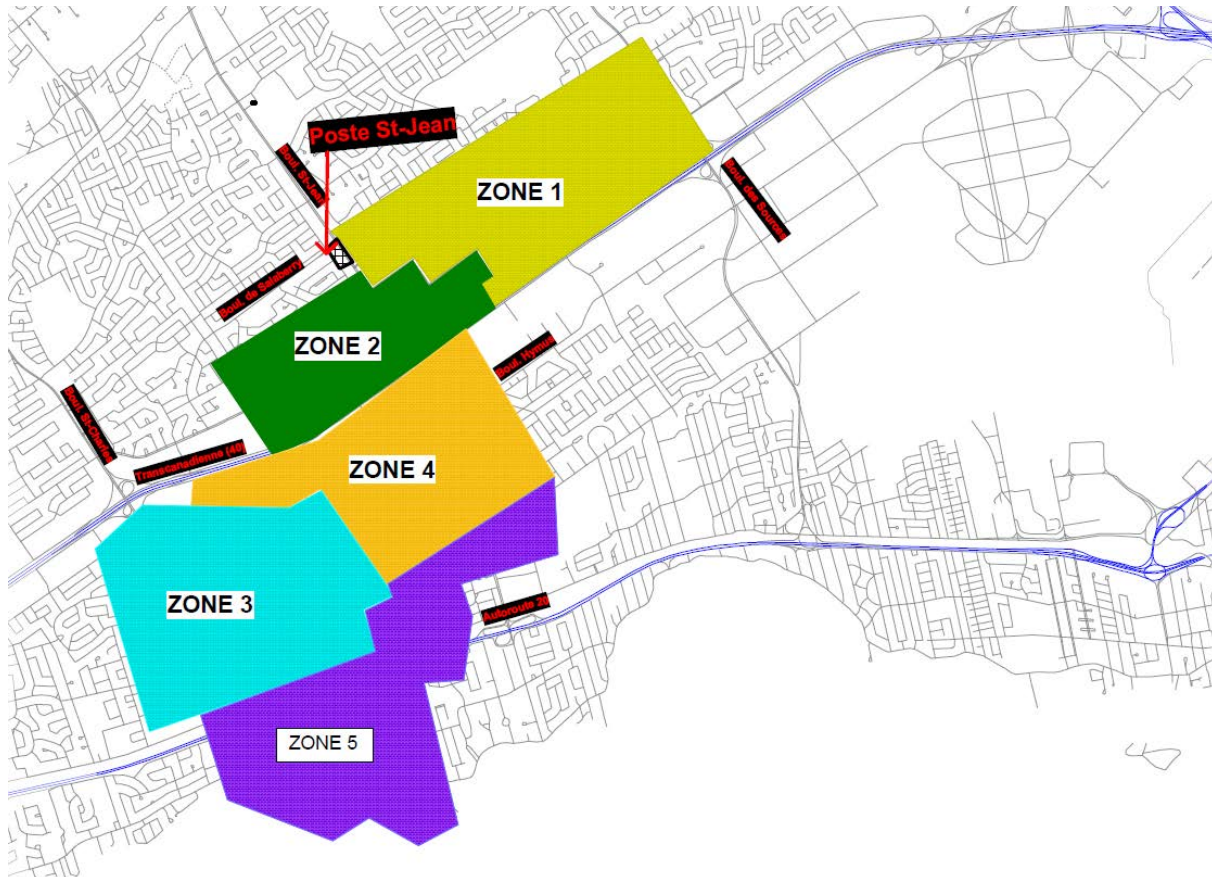 Poste St-Jean
Boul. St-Jean
ZONE 1
Boul. des Sources
Boul. de Salaberry
ZONE 2
Boul. Hymus
Boul. St-Charles
Transcanadienne (40)
ZONE 4
ZONE 3
Autoroute 20
ZONE 5